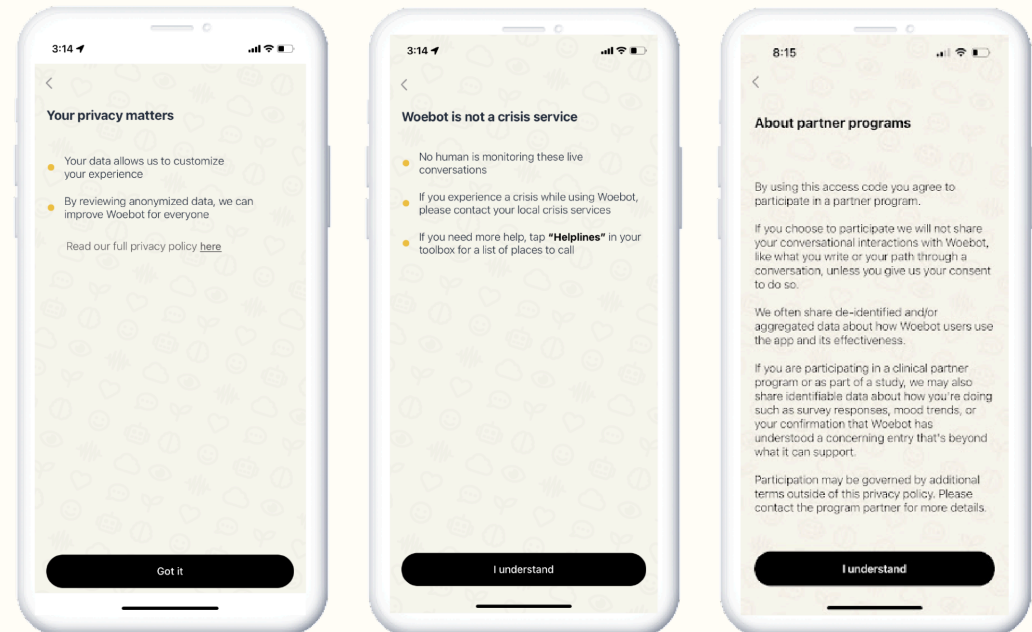 3:14
Your privacy matters
Your data allows us to customize
your experience
By reviewing anonymized data, we can
improve Woebot for everyone
Read our full privacy policy here
Got it
3:14
Woebot is not a crisis service
No human is monitoring these live
conversations
If you experience a crisis while using Woebot,
please contact your local crisis services
If you need more help, tap “Helplines” in your
toolbox for a list of places to call
I understand
8:15
About partner programs
By using this access code you agree to
participate in a partner program.
If you choose to participate we will not share
your conversational interactions with Woebot,
like what you write or your path through a
conversation, unless you give us your consent
to do so.
We often share de-identified and/or
aggregated data about how Woebot users use
the app and its effectiveness.
If you are participating in a clinical partner
program or as part of a study, we may also
share identifiable data about how you're doing
such as survey responses, mood trends, or
your confirmation that Woebot has
understood a concerning entry that's beyond
what it can support.
Participation may be governed by additional
terms outside of this privacy policy. Please
contact the program partner for more details.
I understand